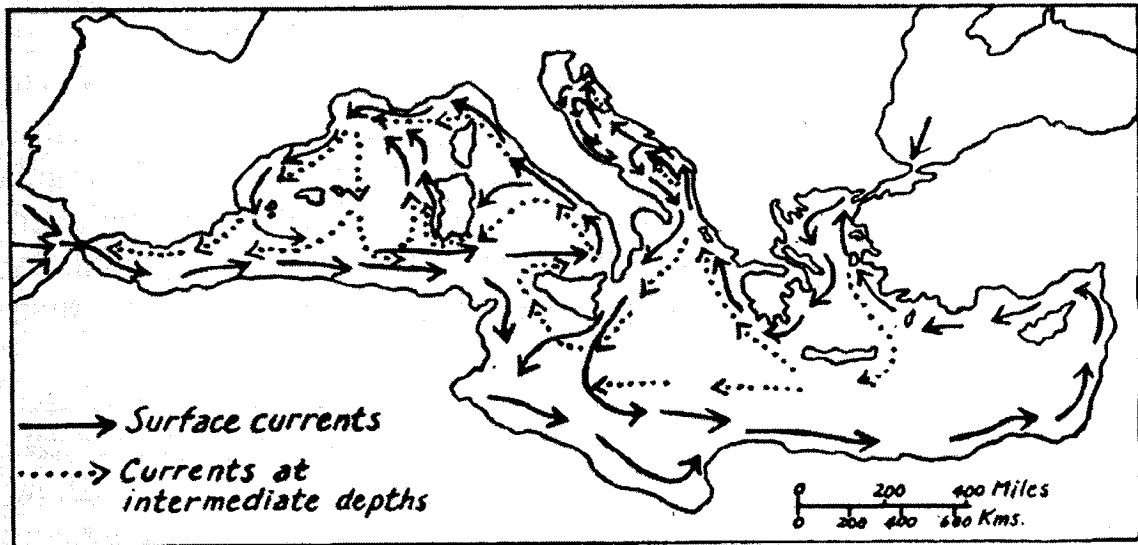 Surface currents
Currents at
intermediate depths
0 200 400 Miles
0 200 400 600 Kms.